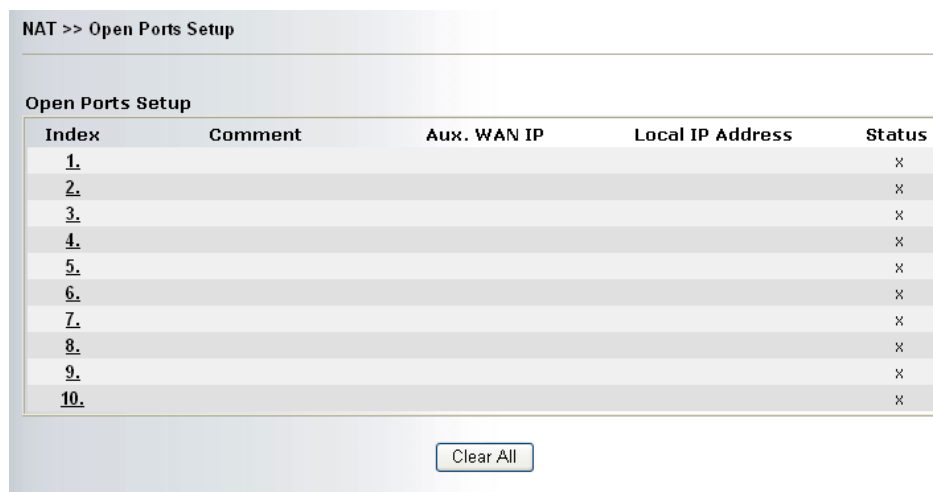 NAT >> Open Ports Setup
Open Ports Setup
Index Comment Aux. WAN IP Local IP Address Status
1. x
2. x
3. x
4. x
5. x
6. x
7. x
8. x
9. x
10. x
Clear All